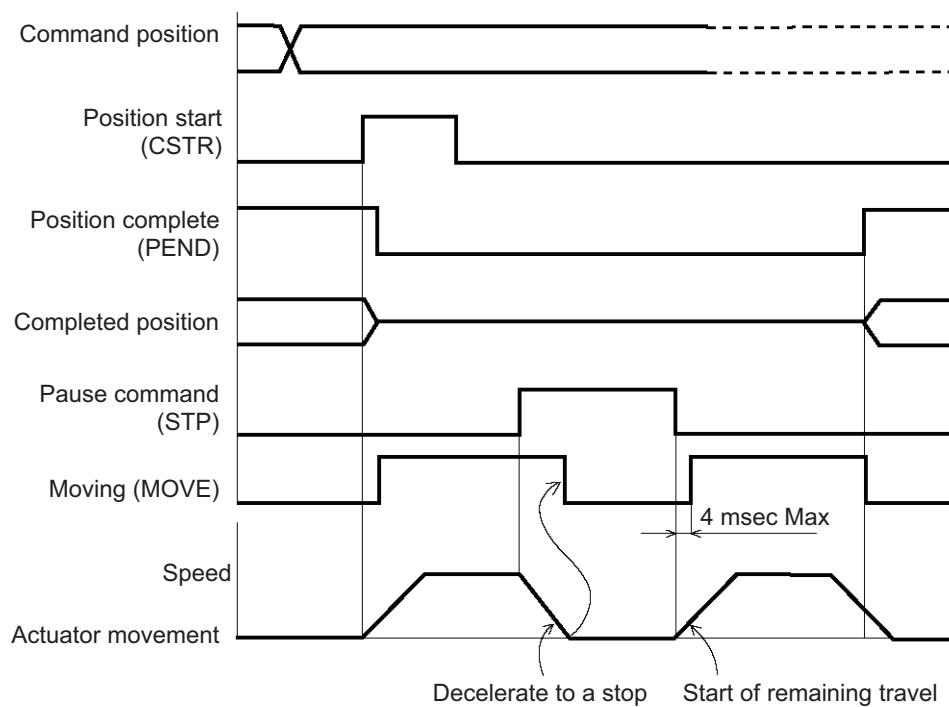 Command position
Position start
(CSTR)
Position complete
(PEND)
Completed position
Pause command
(STP)
Moving (MOVE)
4 msec Max
Speed
Actuator movement
Decelerate to a stop
Start of remaining travel